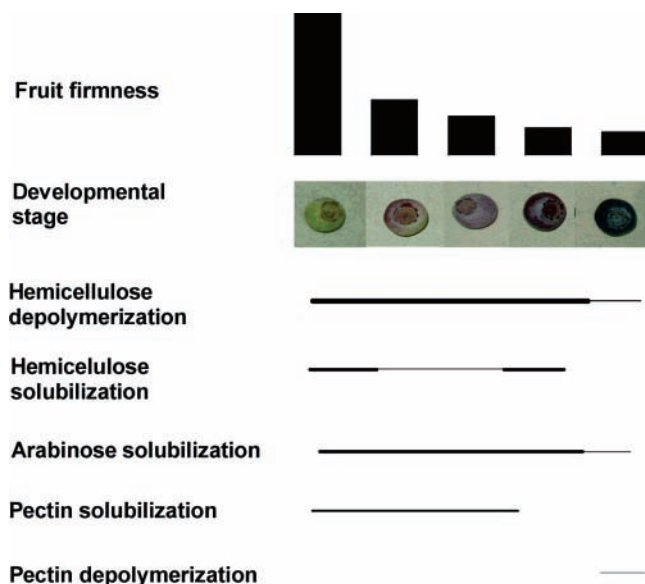 Fruit firmness
Developmental
stage
Hemicellulose
depolymerization
Hemicelulose
solubilization
Arabinose solubilization
Pectin solubilization
Pectin depolymerization